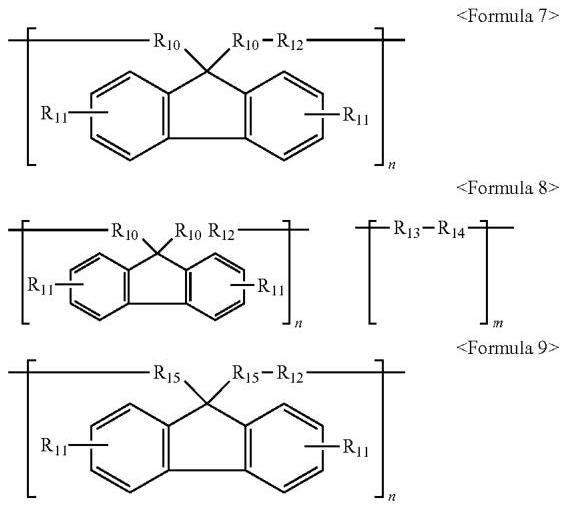 <Formula 7>
R10 R10 R12
R11 R11
n
<Formula 8>
R10 R10 R12 R13 R14
R11 R11
n m
<Formula 9>
R15 R15 R12
R11 R11
n